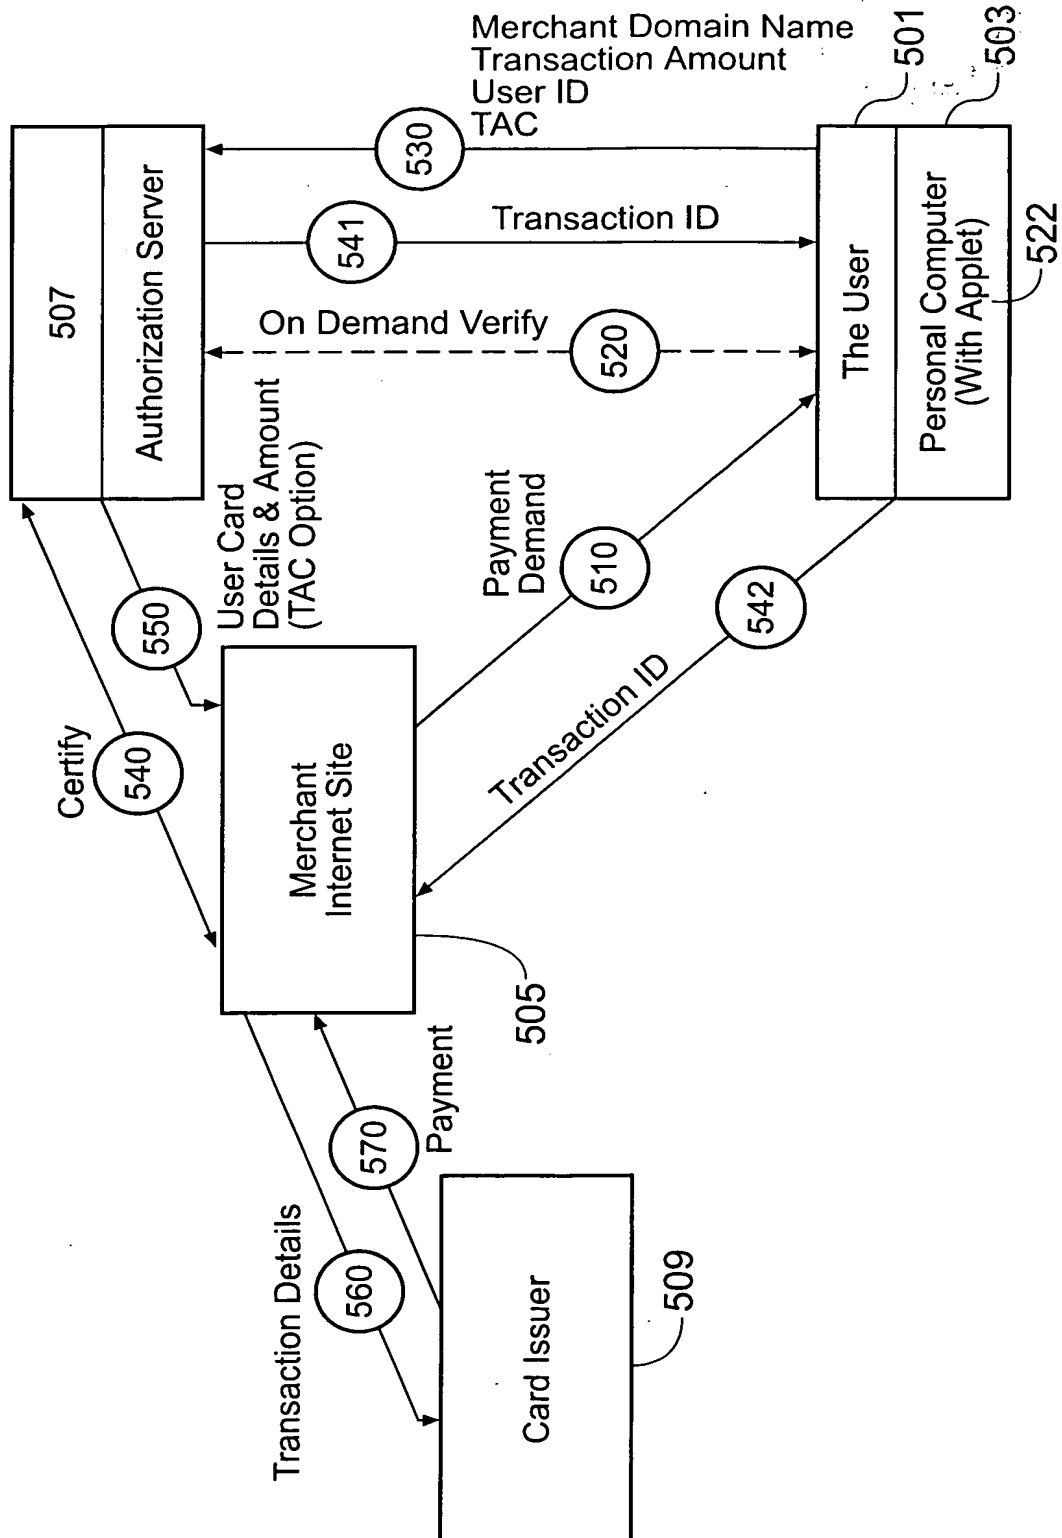 Merchant Domain Name
Transaction Amount
User ID
TAC
501
503
530
507
Authorization Server
541
Transaction ID
The User
Personal Computer
(With Applet)
522
On Demand Verify
520
User Card
Details & Amount
(TAC Option)
550
Payment
Demand
510
542
Transaction ID
Certify
540
Merchant
Internet Site
505
Payment
570
Transaction Details
560
Card Issuer
509